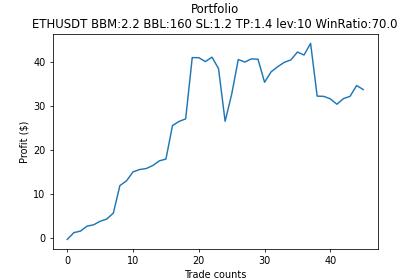 Portfolio
ETHUSDT BBM:2.2 BBL:160 SL:1.2 TP:1.4 lev:10 WinRatio:70.0
40
30
20
10
0
Profit ($)
0 10 20 30 40
Trade counts